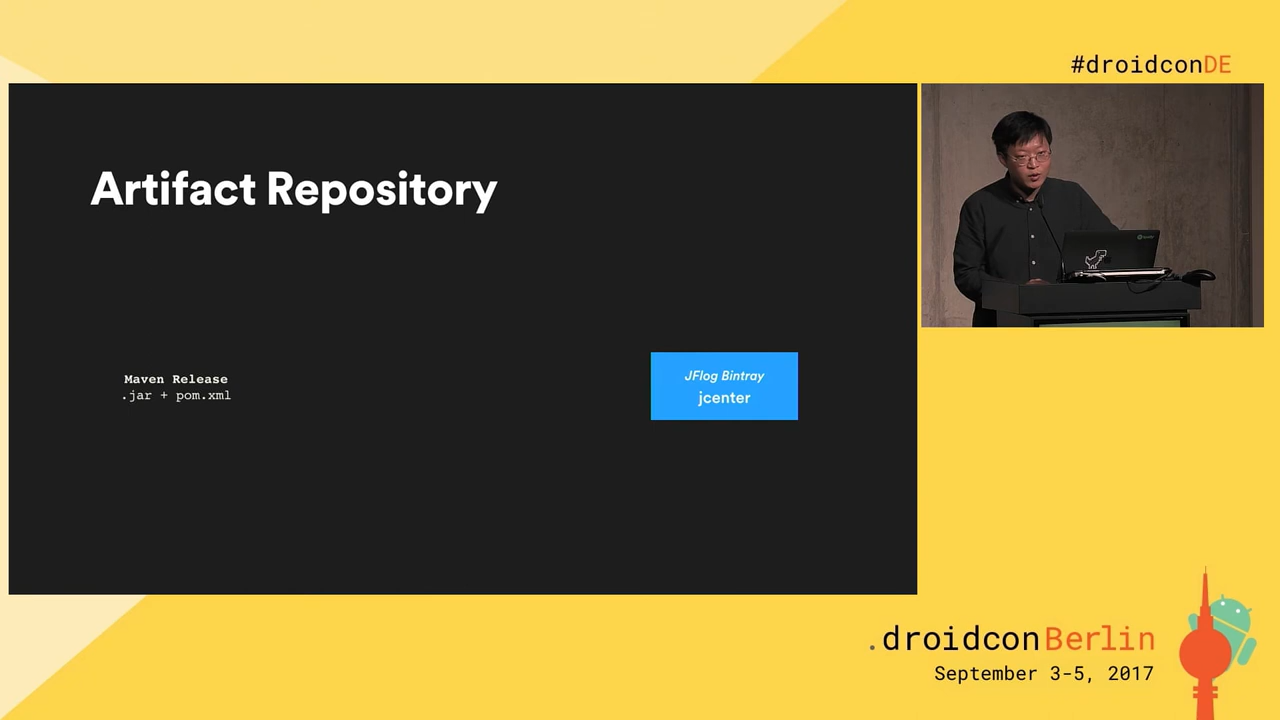 #droidconDE
Artifact Repository
Maven Release
.jar + pom.xml
JFlog Bintray
jcenter
.droidconBerlin
September 3-5, 2017